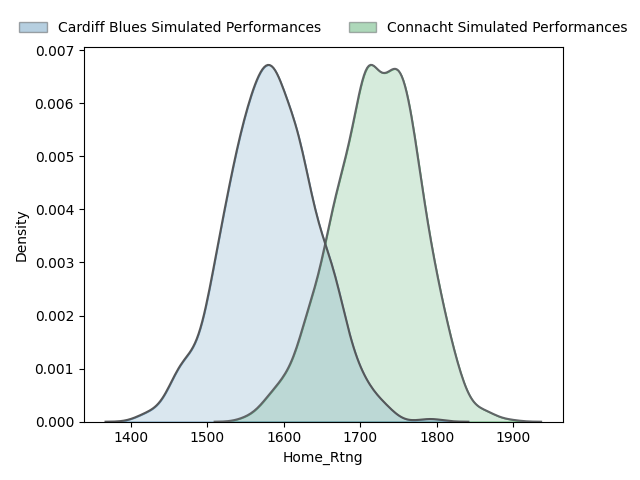 Cardiff Blues Simulated Performances Connacht Simulated Performances
0.007
0.006
0.005
0.004
0.003
0.002
0.001
0.000
Density
1400 1500 1600 1700 1800 1900
Home_Rtng